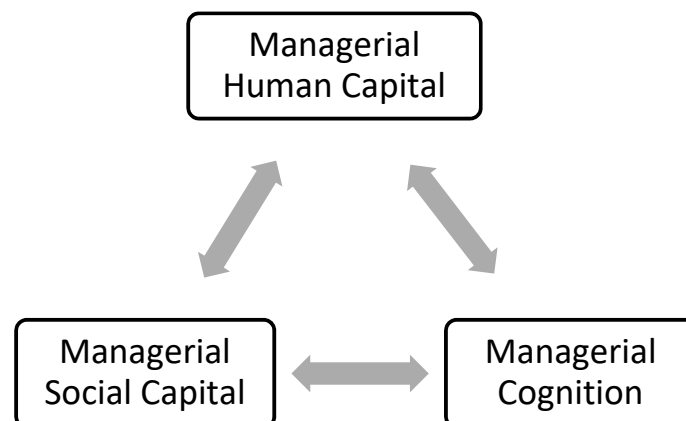 Managerial
Human Capital
Managerial
Social Capital
Managerial
Cognition